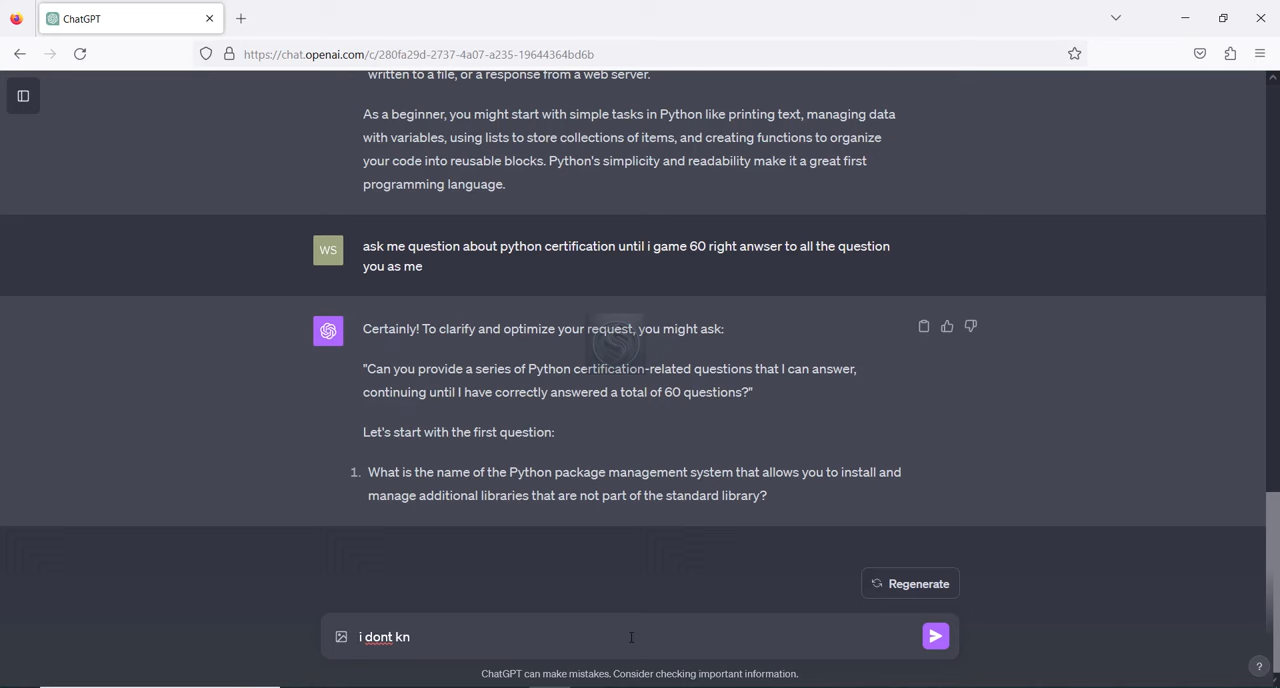 ChatGPT
https://chat.openai.com/c/280fa29d-2737-4a07-a235-19644364bd6b
written to a file, or a response from a web server.
As a beginner, you might start with simple tasks in Python like printing text, managing data
with variables, using lists to store collections of items, and creating functions to organize
your code into reusable blocks. Python's simplicity and readability make it a great first
programming language.
WS
ask me question about python certification until i game 60 right anwser to all the question
you as me
Certainly! To clarify and optimize your request, you might ask:
"Can you provide a series of Python certification-related questions that I can answer,
continuing until I have correctly answered a total of 60 questions?"
Let's start with the first question:
1. What is the name of the Python package management system that allows you to install and
manage additional libraries that are not part of the standard library?
Regenerate
i dont kn
ChatGPT can make mistakes. Consider checking important information.
?